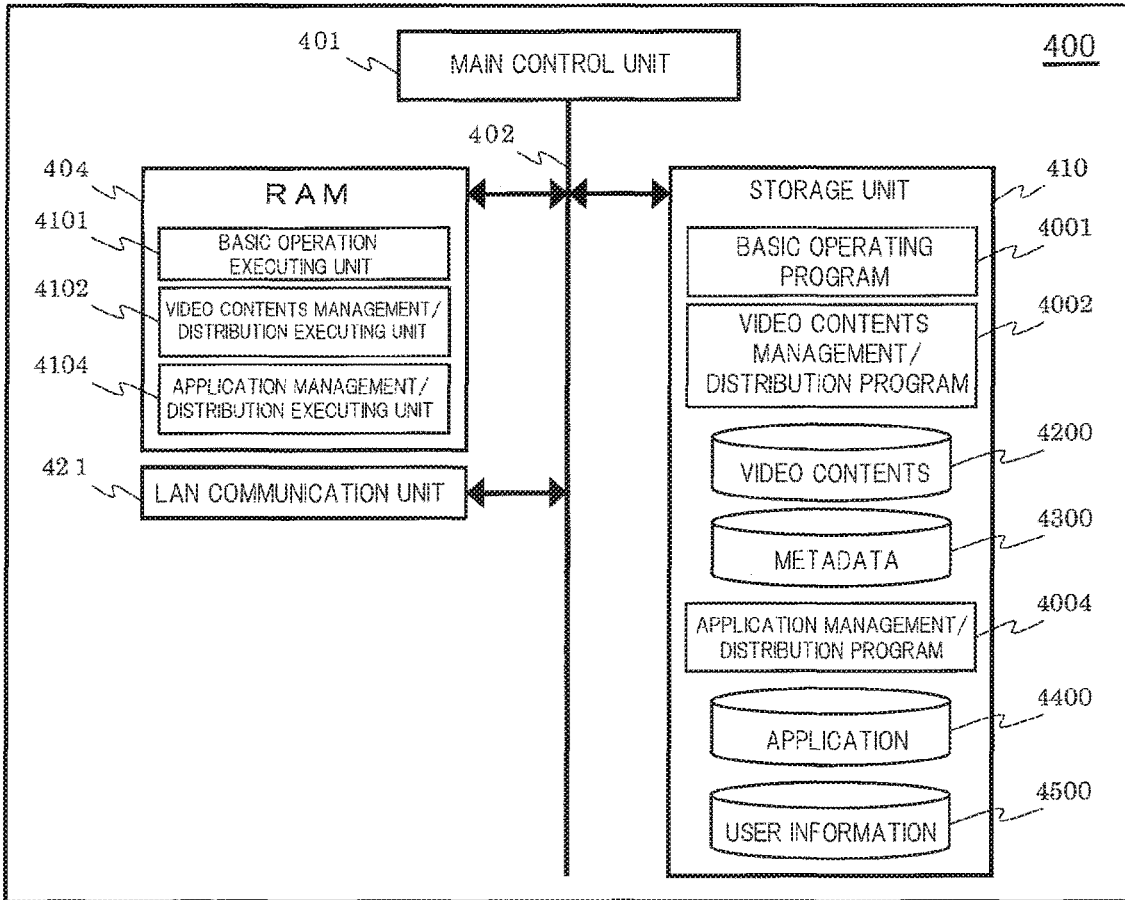 401
MAIN CONTROL UNIT
400
402
404
RAM
4101
BASIC OPERATION
EXECUTING UNIT
4102
VIDEO CONTENTS MANAGEMENT/
DISTRIBUTION EXECUTING UNIT
4104
APPLICATION MANAGEMENT/
DISTRIBUTION EXECUTING UNIT
421
LAN COMMUNICATION UNIT
410
STORAGE UNIT
4001
BASIC OPERATING
PROGRAM
4002
VIDEO CONTENTS
MANAGEMENT/
DISTRIBUTION PROGRAM
4200
VIDEO CONTENTS
4300
METADATA
4004
APPLICATION MANAGEMENT/
DISTRIBUTION PROGRAM
4400
APPLICATION
4500
USER INFORMATION